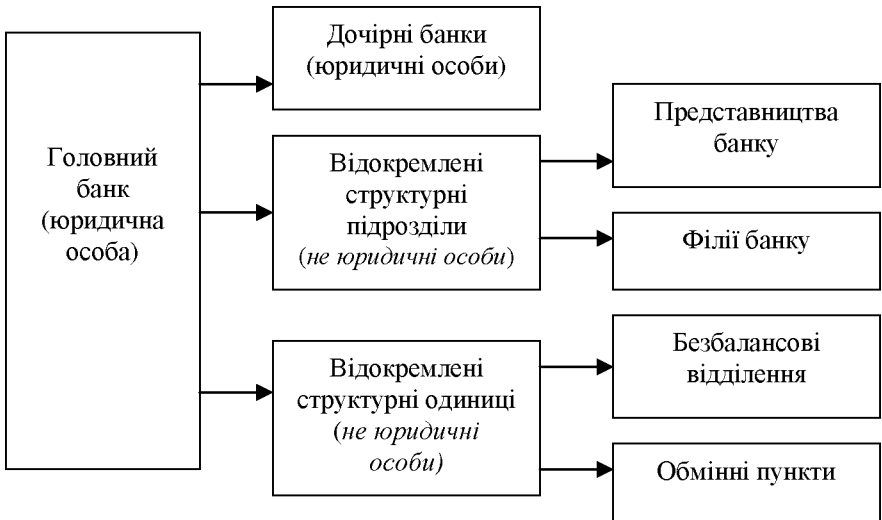 Головний
банк
(юридична
особа)
Дочірні банки
(юридичні особи)
Відокремлені
структурні
підрозділи
(не юридичні особи)
Представництва
банку
Філії банку
Відокремлені
структурні одиниці
(не юридичні
особи)
Безбалансові
відділення
Обмінні пункти